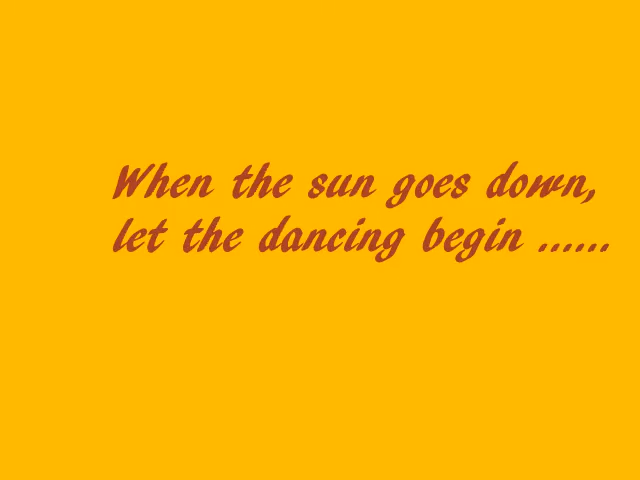 When the sun goes down,
let the dancing begin ......